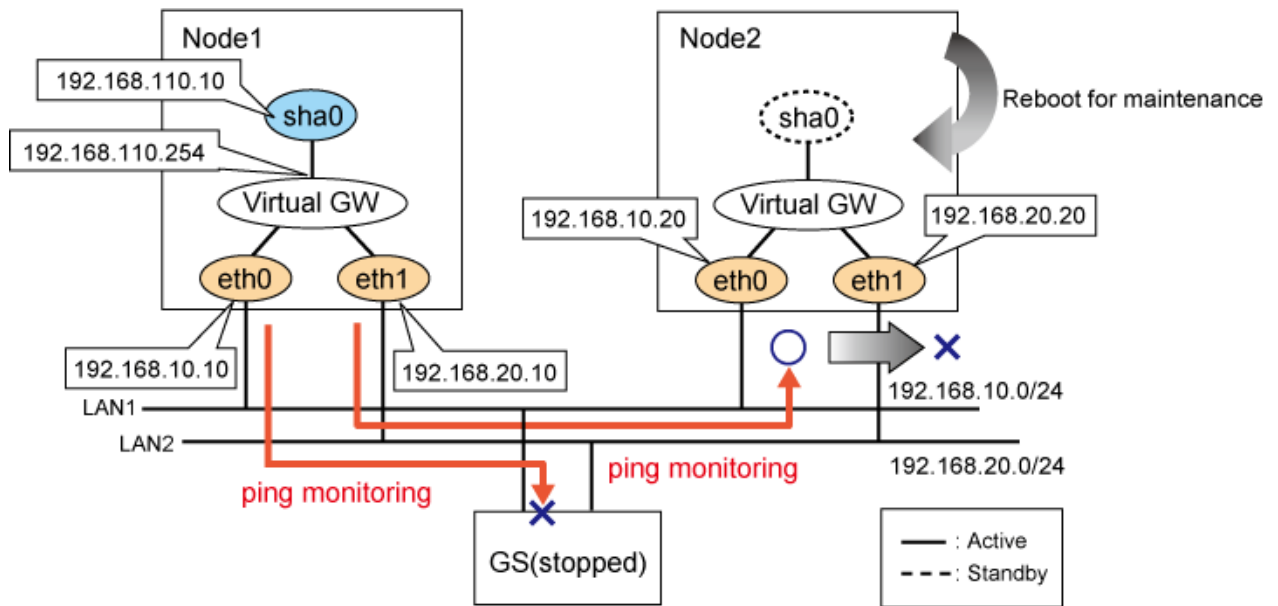 Node1
192.168.110.10
sha0
192.168.110.254
Virtual GW
eth0
eth1
192.168.10.10
192.168.20.10
Node2
sha0
Reboot for maintenance
Virtual GW
192.168.10.20
192.168.20.20
eth0
eth1
192.168.10.0/24
LAN1
LAN2
192.168.20.0/24
ping monitoring
ping monitoring
GS(stopped)
: Active
: Standby